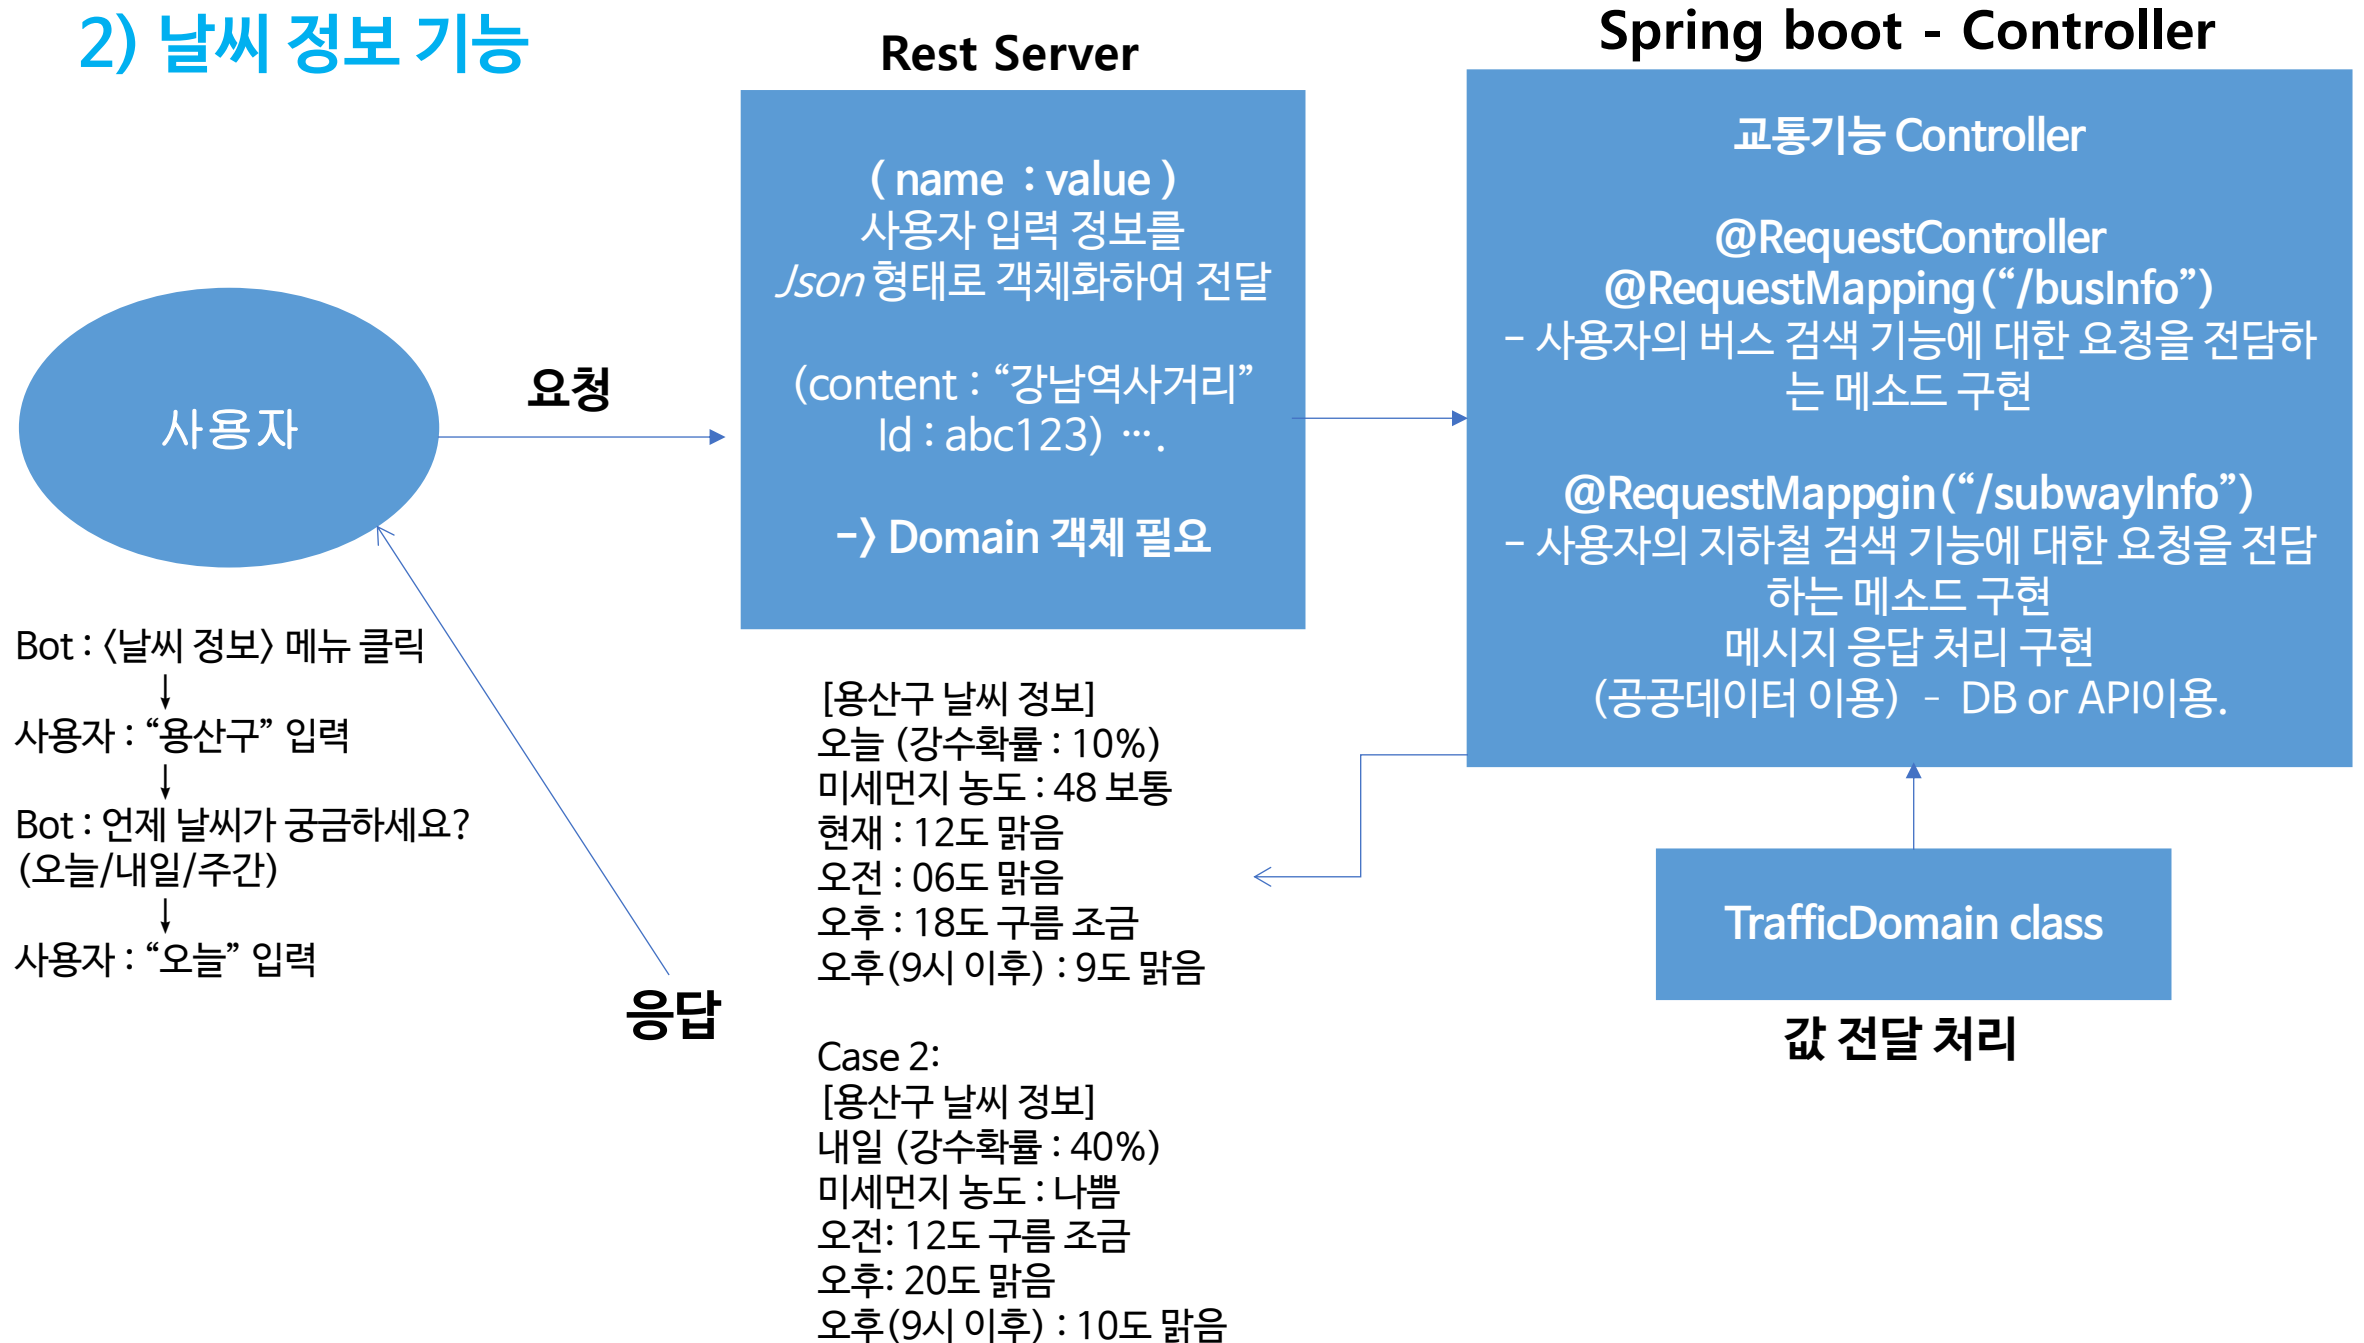 2) 날씨 정보 기능
Rest Server
Spring boot - Controller
사용자
요청
( name : value )
사용자 입력 정보를
Json 형태로 객체화하여 전달
(content : “강남역사거리”
Id : abc123) ….
-> Domain 객체 필요
교통기능 Controller
@RequestController
@RequestMapping(“/busInfo”)
- 사용자의 버스 검색 기능에 대한 요청을 전담하
는 메소드 구현
@RequestMappgin(“/subwayInfo”)
- 사용자의 지하철 검색 기능에 대한 요청을 전담
하는 메소드 구현
메시지 응답 처리 구현
(공공데이터 이용) – DB or API이용.
Bot : <날씨 정보> 메뉴 클릭
↓
사용자 : “용산구” 입력
↓
Bot : 언제 날씨가 궁금하세요?
(오늘/내일/주간)
↓
사용자 : “오늘” 입력
응답
[용산구 날씨 정보]
오늘 (강수확률 : 10%)
미세먼지 농도 : 48 보통
현재 : 12도 맑음
오전 : 06도 맑음
오후 : 18도 구름 조금
오후(9시 이후) : 9도 맑음
Case 2:
[용산구 날씨 정보]
내일 (강수확률 : 40%)
미세먼지 농도 : 나쁨
오전: 12도 구름 조금
오후: 20도 맑음
오후(9시 이후) : 10도 맑음
TrafficDomain class
값 전달 처리